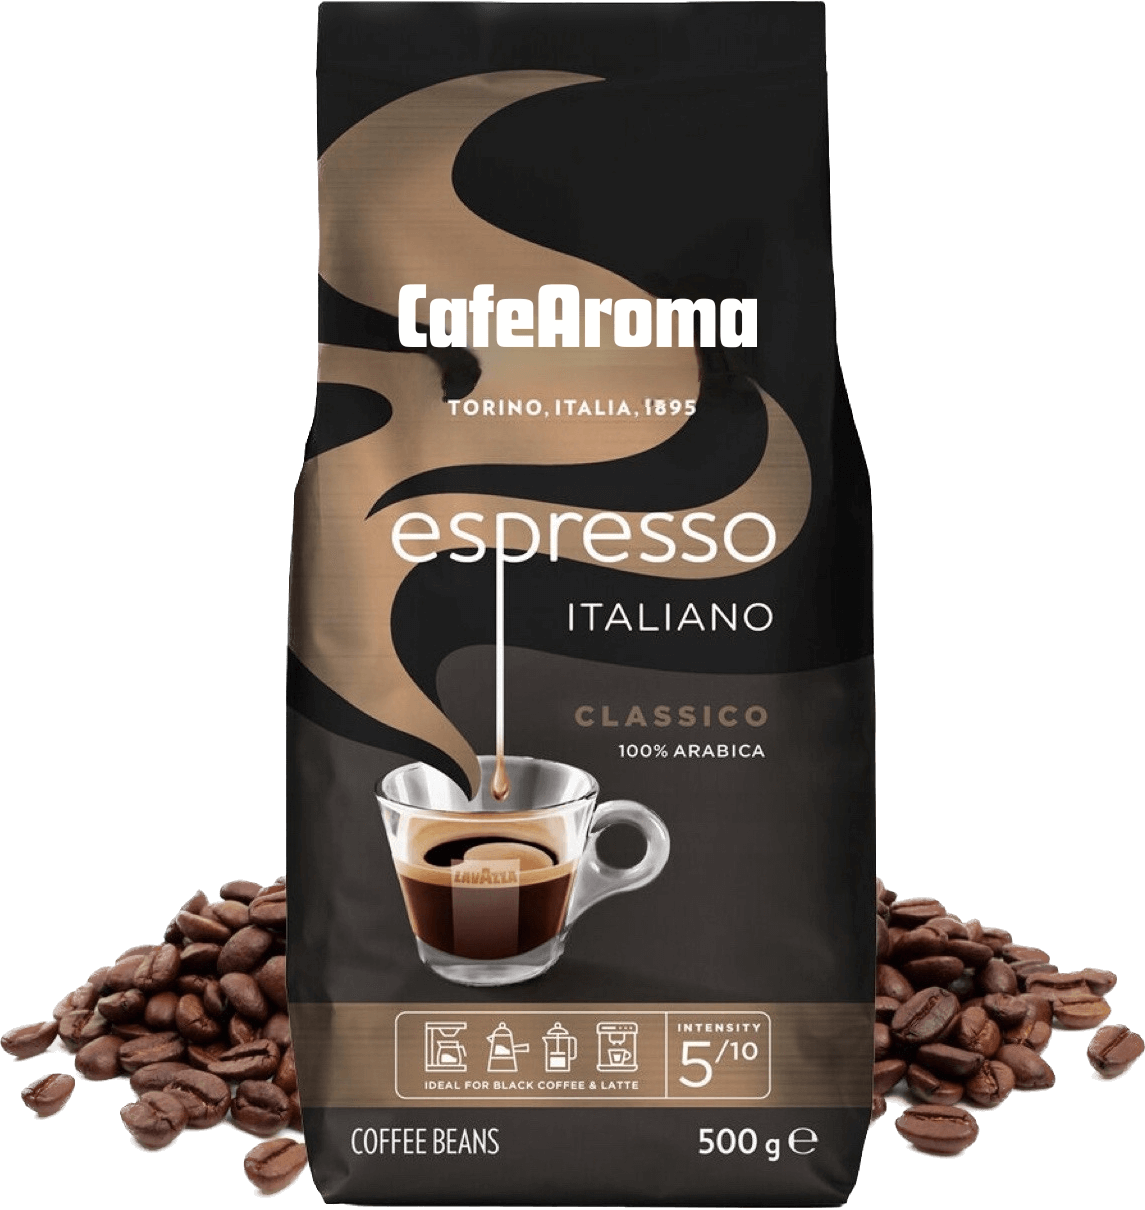 CafeAroma
TORINO, ITALIA, 1895
espresso
ITALIANO
CLASSICO
100% ARABICA
LAVAZZA
INTENSITY
5/10
IDEAL FOR BLACK COFFEE & LATTE
COFFEE BEANS
500 g ℮